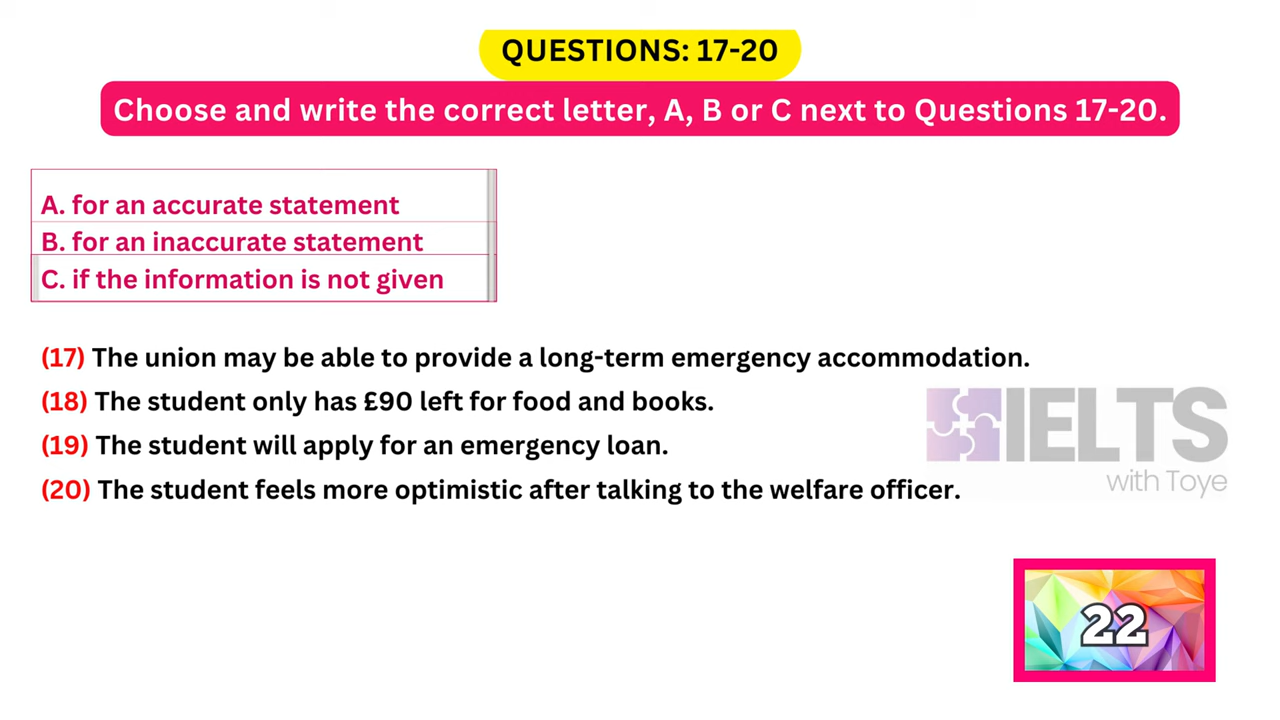 QUESTIONS: 17-20
Choose and write the correct letter, A, B or C next to Questions 17-20.
A. for an accurate statement
B. for an inaccurate statement
C. if the information is not given
(17) The union may be able to provide a long-term emergency accommodation.
(18) The student only has £90 left for food and books.
(19) The student will apply for an emergency loan.
(20) The student feels more optimistic after talking to the welfare officer.
IELTS
with Toye
22